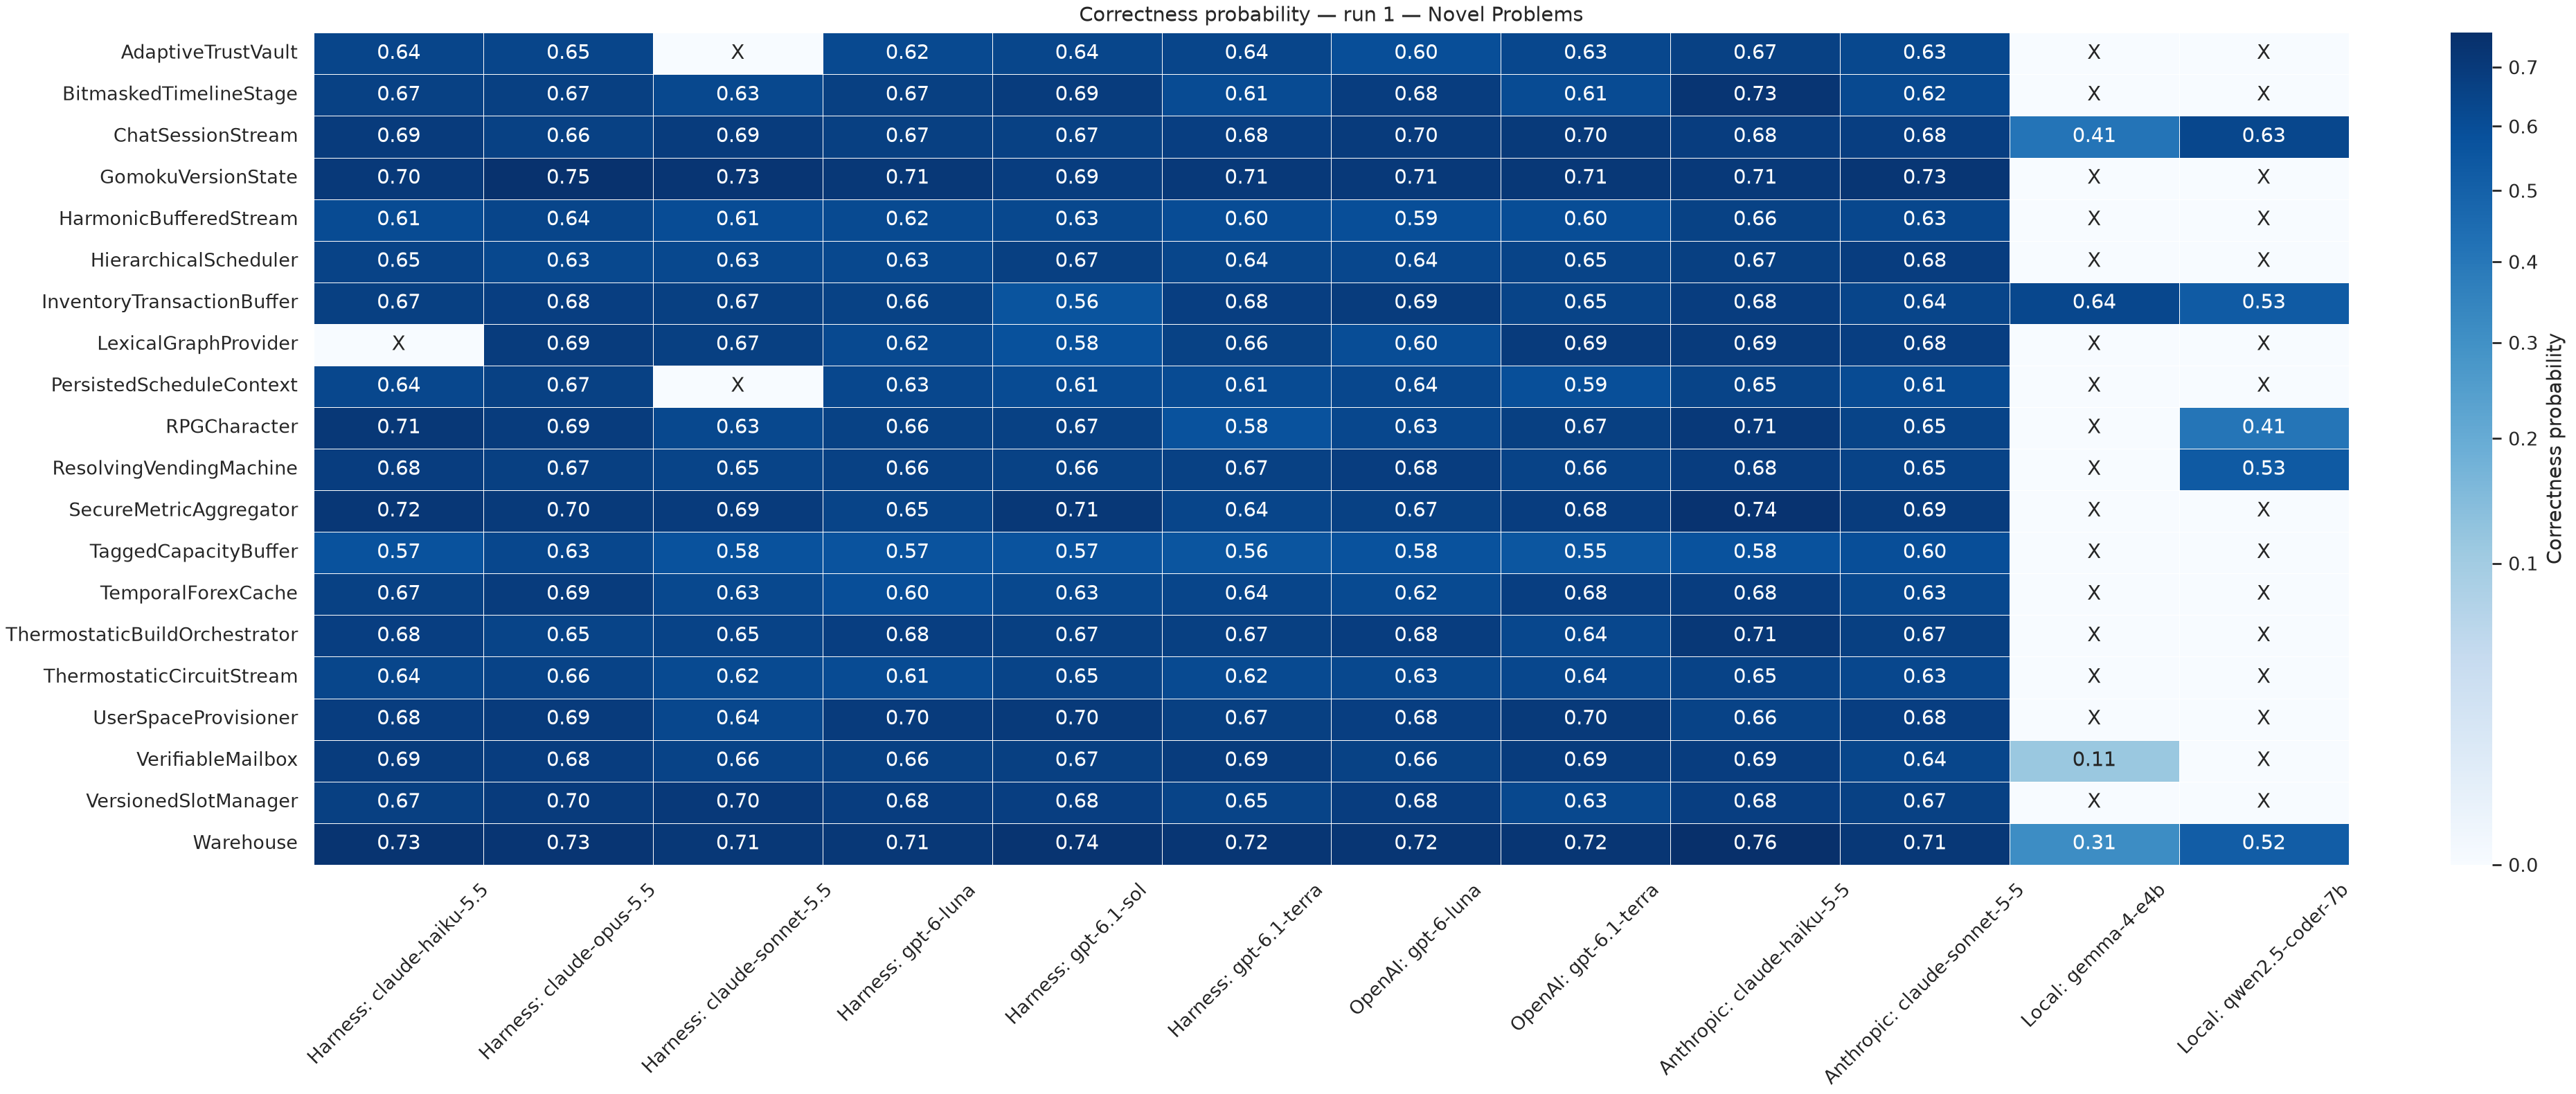 Correctness probability — run 1 — Novel Problems
AdaptiveTrustVault 0.64 0.65 X 0.62 0.64 0.64 0.60 0.63 0.67 0.63 X X
BitmaskedTimelineStage 0.67 0.67 0.63 0.67 0.69 0.61 0.68 0.61 0.73 0.62 X X
ChatSessionStream 0.69 0.66 0.69 0.67 0.67 0.68 0.70 0.70 0.68 0.68 0.41 0.63
GomokuVersionState 0.70 0.75 0.73 0.71 0.69 0.71 0.71 0.71 0.71 0.73 X X
HarmonicBufferedStream 0.61 0.64 0.61 0.62 0.63 0.60 0.59 0.60 0.66 0.63 X X
HierarchicalScheduler 0.65 0.63 0.63 0.63 0.67 0.64 0.64 0.65 0.67 0.68 X X
InventoryTransactionBuffer 0.67 0.68 0.67 0.66 0.56 0.68 0.69 0.65 0.68 0.64 0.64 0.53
LexicalGraphProvider X 0.69 0.67 0.62 0.58 0.66 0.60 0.69 0.69 0.68 X X
PersistedScheduleContext 0.64 0.67 X 0.63 0.61 0.61 0.64 0.59 0.65 0.61 X X
RPGCharacter 0.71 0.69 0.63 0.66 0.67 0.58 0.63 0.67 0.71 0.65 X 0.41
ResolvingVendingMachine 0.68 0.67 0.65 0.66 0.66 0.67 0.68 0.66 0.68 0.65 X 0.53
SecureMetricAggregator 0.72 0.70 0.69 0.65 0.71 0.64 0.67 0.68 0.74 0.69 X X
TaggedCapacityBuffer 0.57 0.63 0.58 0.57 0.57 0.56 0.58 0.55 0.58 0.60 X X
TemporalForexCache 0.67 0.69 0.63 0.60 0.63 0.64 0.62 0.68 0.68 0.63 X X
ThermostaticBuildOrchestrator 0.68 0.65 0.65 0.68 0.67 0.67 0.68 0.64 0.71 0.67 X X
ThermostaticCircuitStream 0.64 0.66 0.62 0.61 0.65 0.62 0.63 0.64 0.65 0.63 X X
UserSpaceProvisioner 0.68 0.69 0.64 0.70 0.70 0.67 0.68 0.70 0.66 0.68 X X
VerifiableMailbox 0.69 0.68 0.66 0.66 0.67 0.69 0.66 0.69 0.69 0.64 0.11 X
VersionedSlotManager 0.67 0.70 0.70 0.68 0.68 0.65 0.68 0.63 0.68 0.67 X X
Warehouse 0.73 0.73 0.71 0.71 0.74 0.72 0.72 0.72 0.76 0.71 0.31 0.52
Harness: claude-haiku-5.5
Harness: claude-opus-5.5
Harness: claude-sonnet-5.5
Harness: gpt-6-luna
Harness: gpt-6.1-sol
Harness: gpt-6.1-terra
OpenAI: gpt-6-luna
OpenAI: gpt-6.1-terra
Anthropic: claude-haiku-5-5
Anthropic: claude-sonnet-5-5
Local: gemma-4-e4b
Local: qwen2.5-coder-7b
0.7
0.6
0.5
0.4
0.3
0.2
0.1
0.0
Correctness probability